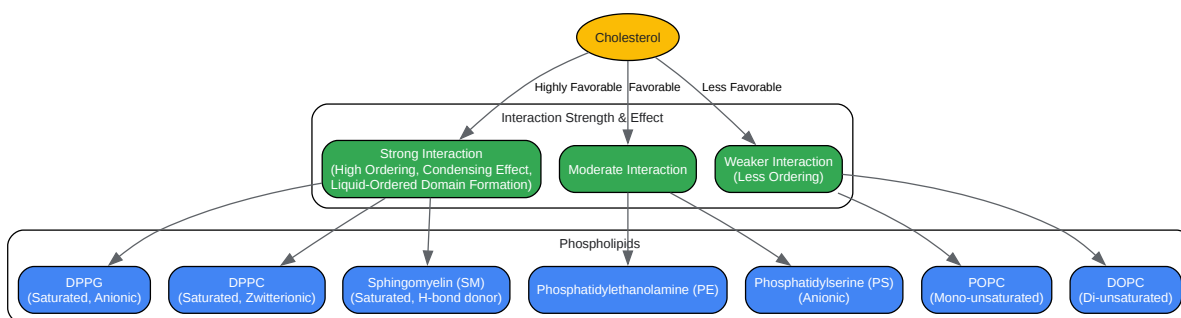 Cholesterol
Highly Favorable
Favorable
Less Favorable
Interaction Strength & Effect
Strong Interaction
(High Ordering, Condensing Effect,
Liquid-Ordered Domain Formation)
Moderate Interaction
Weaker Interaction
(Less Ordering)
Phospholipids
DPPG
(Saturated, Anionic)
DPPC
(Saturated, Zwitterionic)
Sphingomyelin (SM)
(Saturated, H-bond donor)
Phosphatidylethanolamine (PE)
Phosphatidylserine (PS)
(Anionic)
POPC
(Mono-unsaturated)
DOPC
(Di-unsaturated)